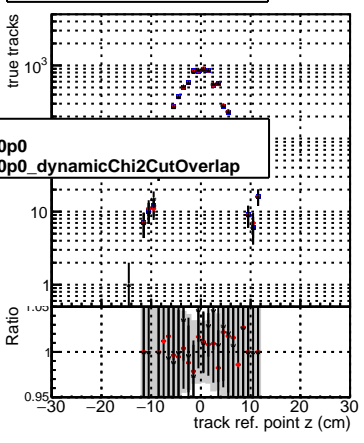 true tracks
10³
0p0
0p0_dynamicChi2CutOverlap
10
1
1.05
Ratio
1
0.95
−30 −20 −10 0 10 20 30
track ref. point z (cm)